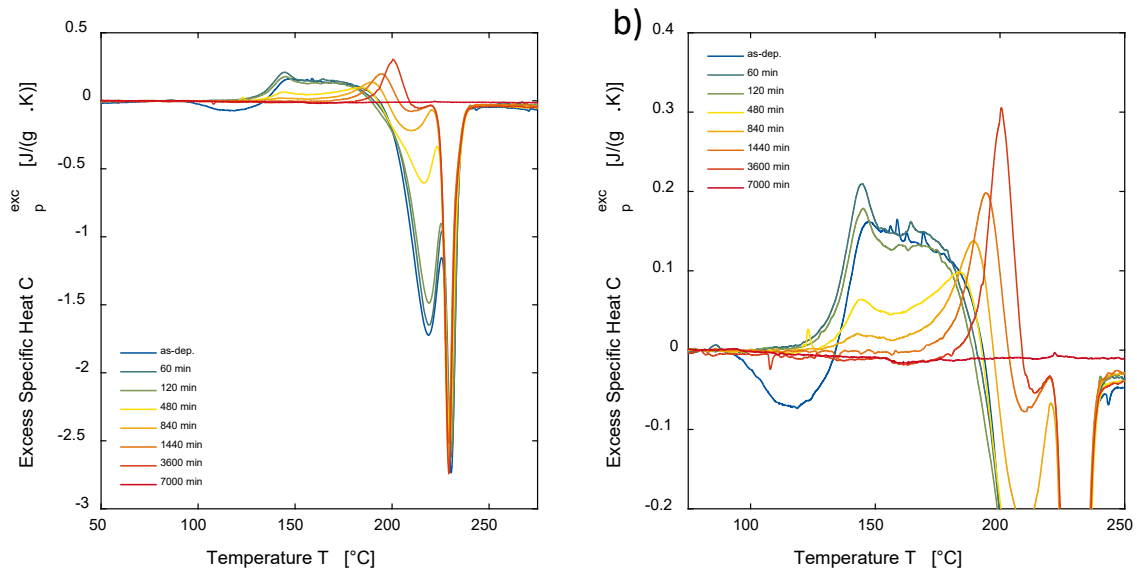 0.5
0
-0.5
-1
-1.5
-2
-2.5
-3
50
100
150
200
250
Excess Specific Heat C p exc [J/(g .K)]
Temperature T [°C]
as-dep.
60 min
120 min
480 min
840 min
1440 min
3600 min
7000 min
b)
0.4
0.3
0.2
0.1
0
-0.1
-0.2
100
150
200
250
Excess Specific Heat C p exc [J/(g .K)]
Temperature T [°C]
as-dep.
60 min
120 min
480 min
840 min
1440 min
3600 min
7000 min